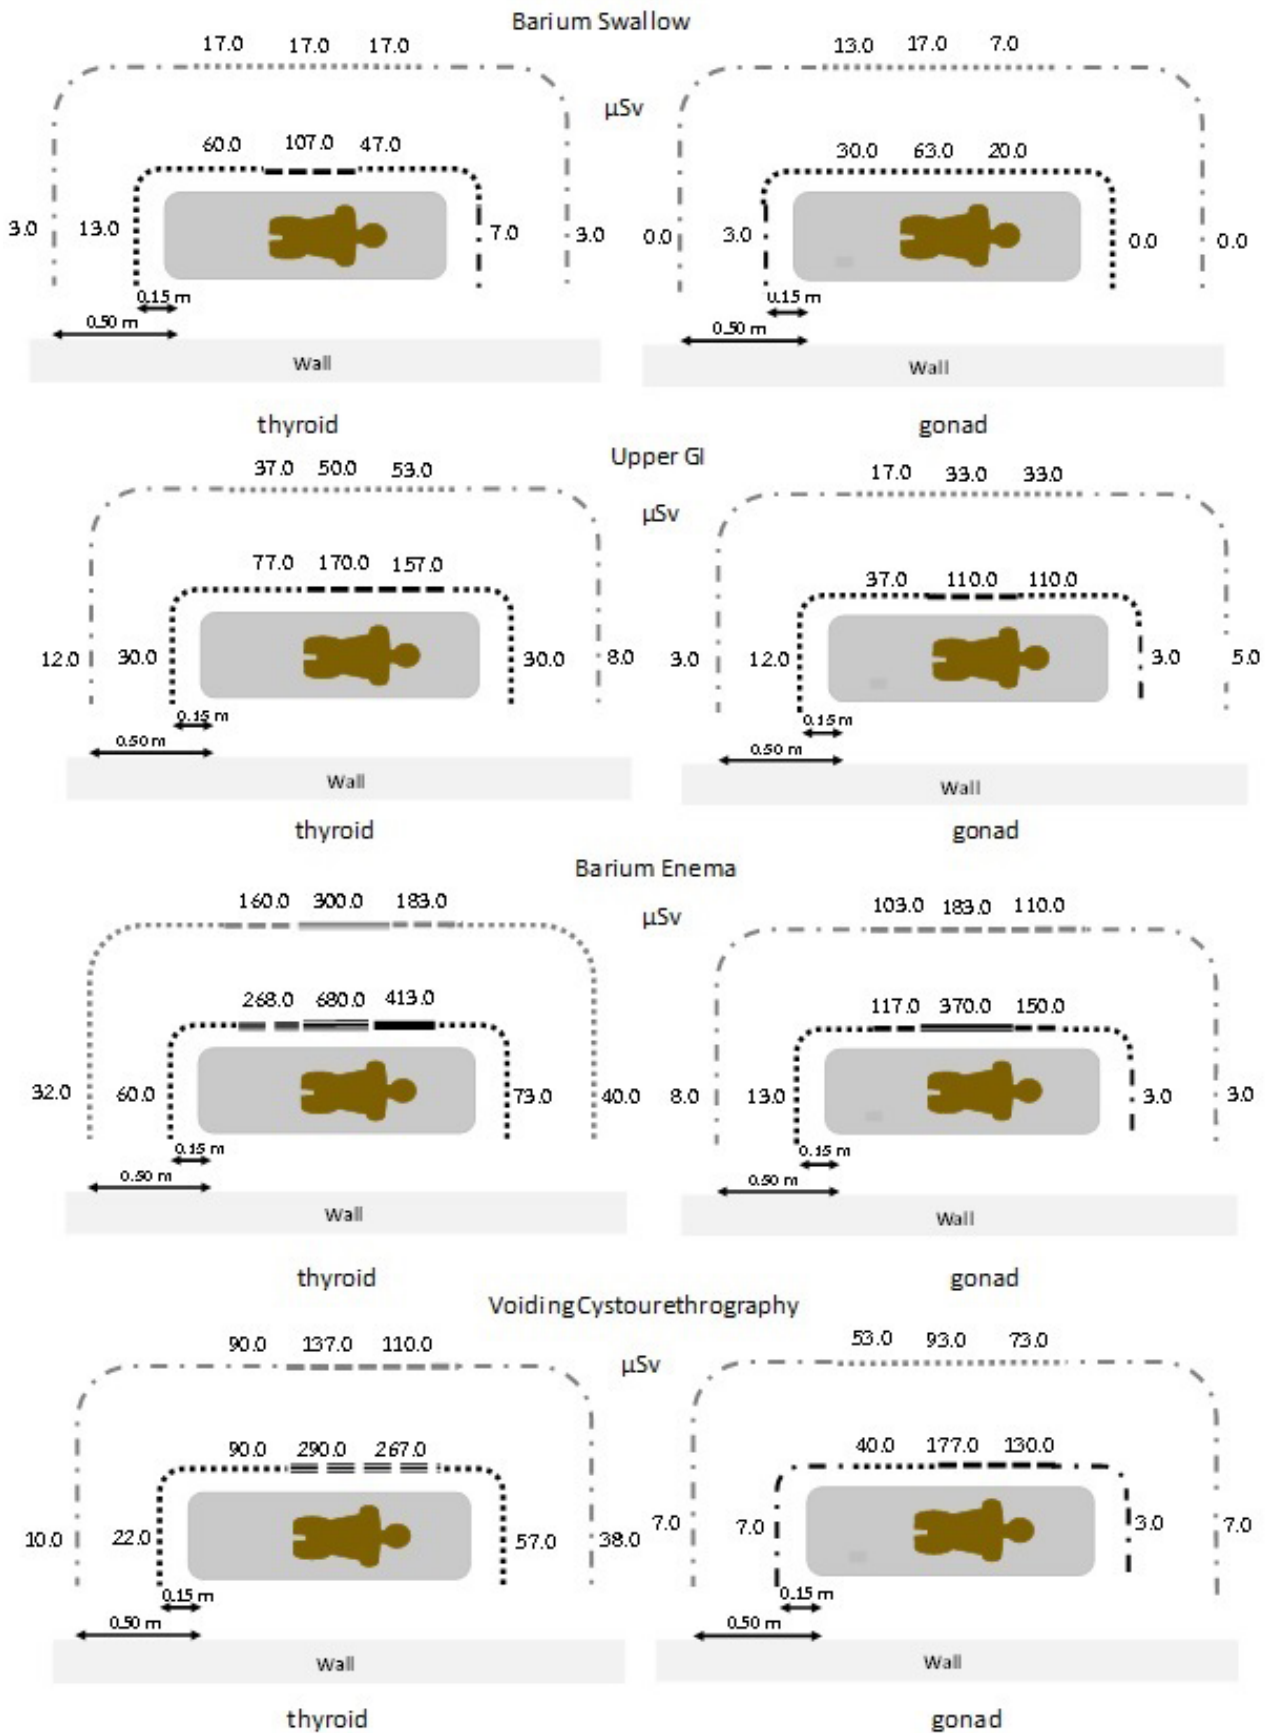 Barium Swallow
17.0 17.0 17.0
13.0 17.0 7.0
µSv
60.0 107.0 47.0
30.0 63.0 20.0
3.0 13.0 7.0 3.0
0.0 3.0 0.0 0.0
0.15 m
0.15 m
0.50 m
0.50 m
Wall
Wall
thyroid
gonad
Upper GI
37.0 50.0 53.0
17.0 33.0 33.0
µSv
77.0 170.0 157.0
37.0 110.0 110.0
12.0 30.0 30.0 8.0
3.0 12.0 3.0 5.0
0.15 m
0.15 m
0.50 m
0.50 m
Wall
Wall
thyroid
gonad
Barium Enema
160.0 300.0 183.0
103.0 183.0 110.0
µSv
268.0 680.0 413.0
117.0 370.0 150.0
32.0 60.0 73.0 40.0
8.0 13.0 3.0 3.0
0.15 m
0.15 m
0.50 m
0.50 m
Wall
Wall
thyroid
gonad
Voiding Cystourethrography
90.0 137.0 110.0
53.0 93.0 73.0
µSv
90.0 290.0 267.0
40.0 177.0 130.0
10.0 22.0 57.0 38.0
7.0 7.0 3.0 7.0
0.15 m
0.15 m
0.50 m
0.50 m
Wall
Wall
thyroid
gonad